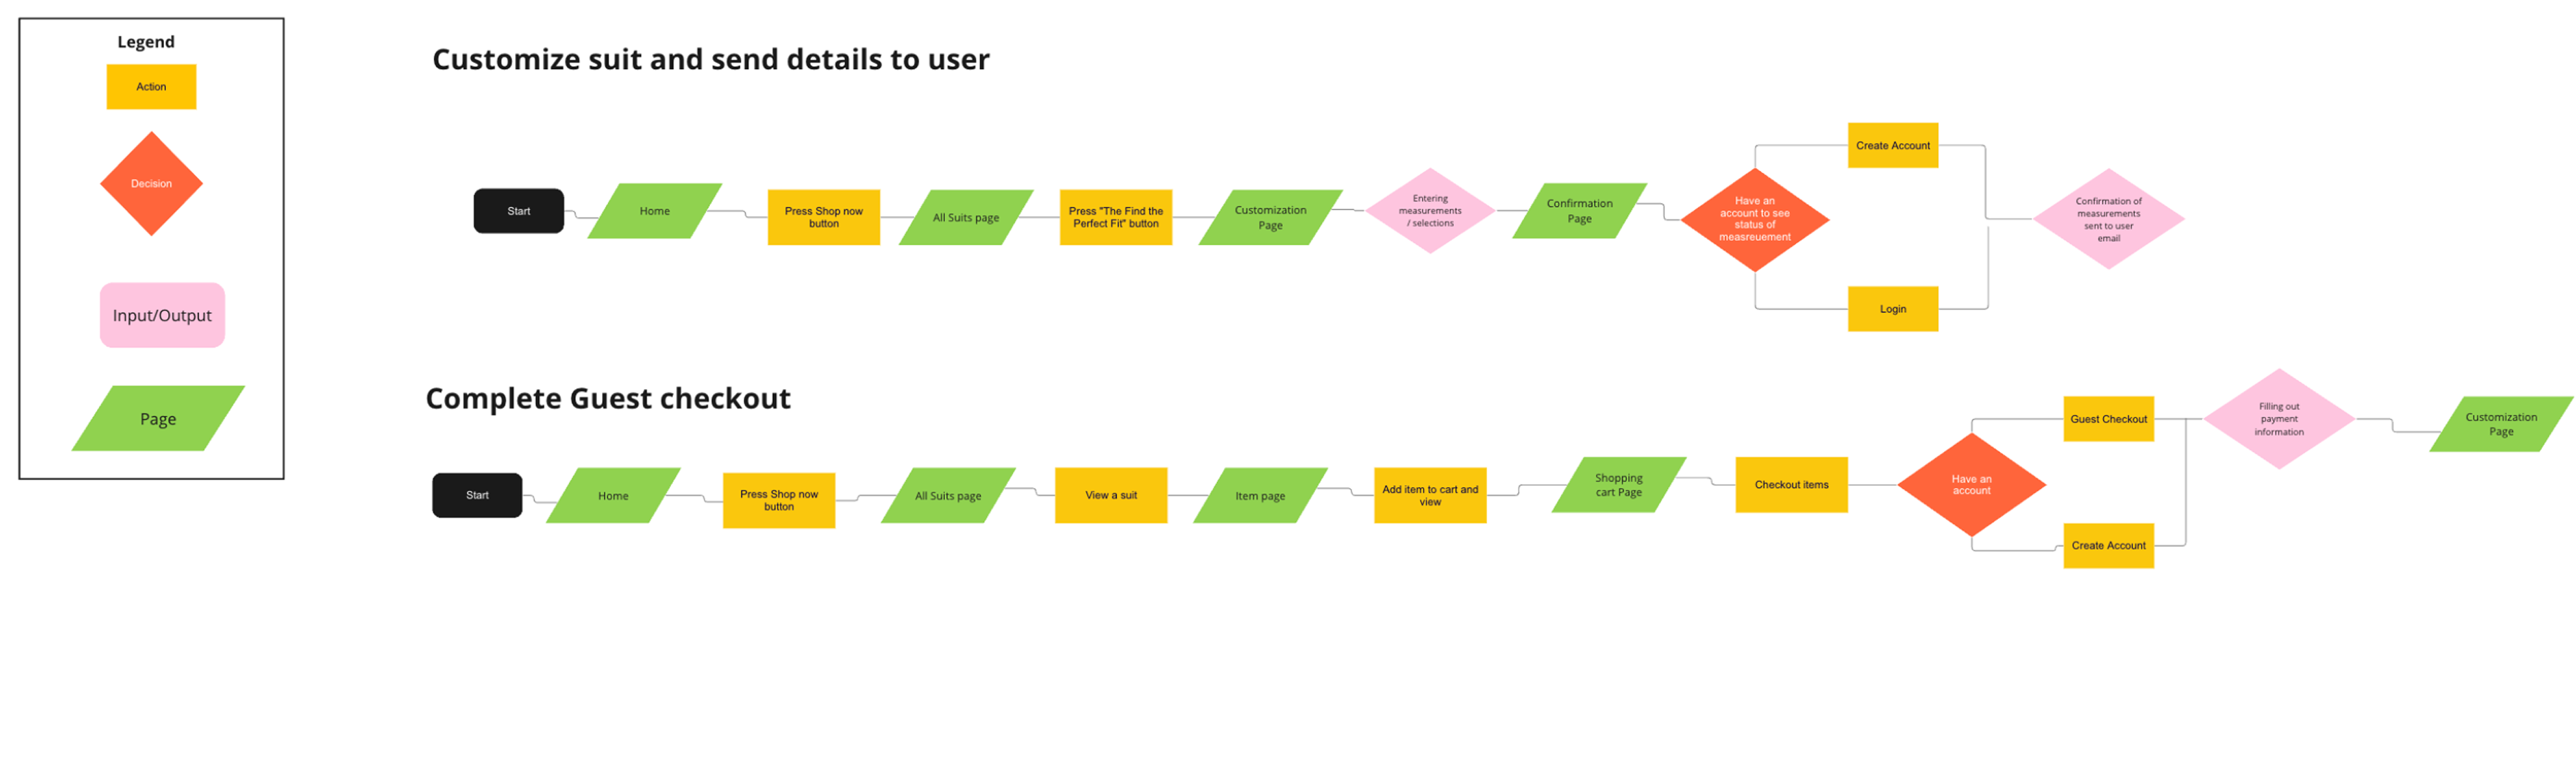 Legend
Action
Decision
Input/Output
Page
Customize suit and send details to user
Start
Home
Press Shop now
button
All Suits page
Press "The Find the
Perfect Fit" button
Customization
Page
Entering
measurements
/ selections
Confirmation
Page
Have an
account to see
status of
measreuement
Create Account
Login
Confirmation of
measurements
sent to user
email
Complete Guest checkout
Start
Home
Press Shop now
button
All Suits page
View a suit
Item page
Add item to cart and
view
Shopping
cart Page
Checkout items
Have an
account
Guest Checkout
Create Account
Filling out
payment
information
Customization
Page